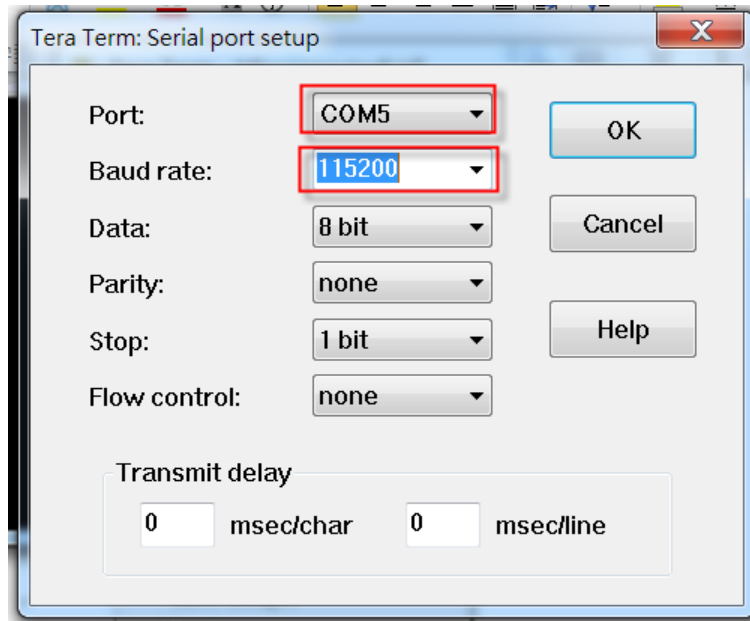 Tera Term: Serial port setup
Port: COM5
OK
Baud rate: 115200
Data: 8 bit
Cancel
Parity: none
Stop: 1 bit
Help
Flow control: none
Transmit delay
0 msec/char 0 msec/line